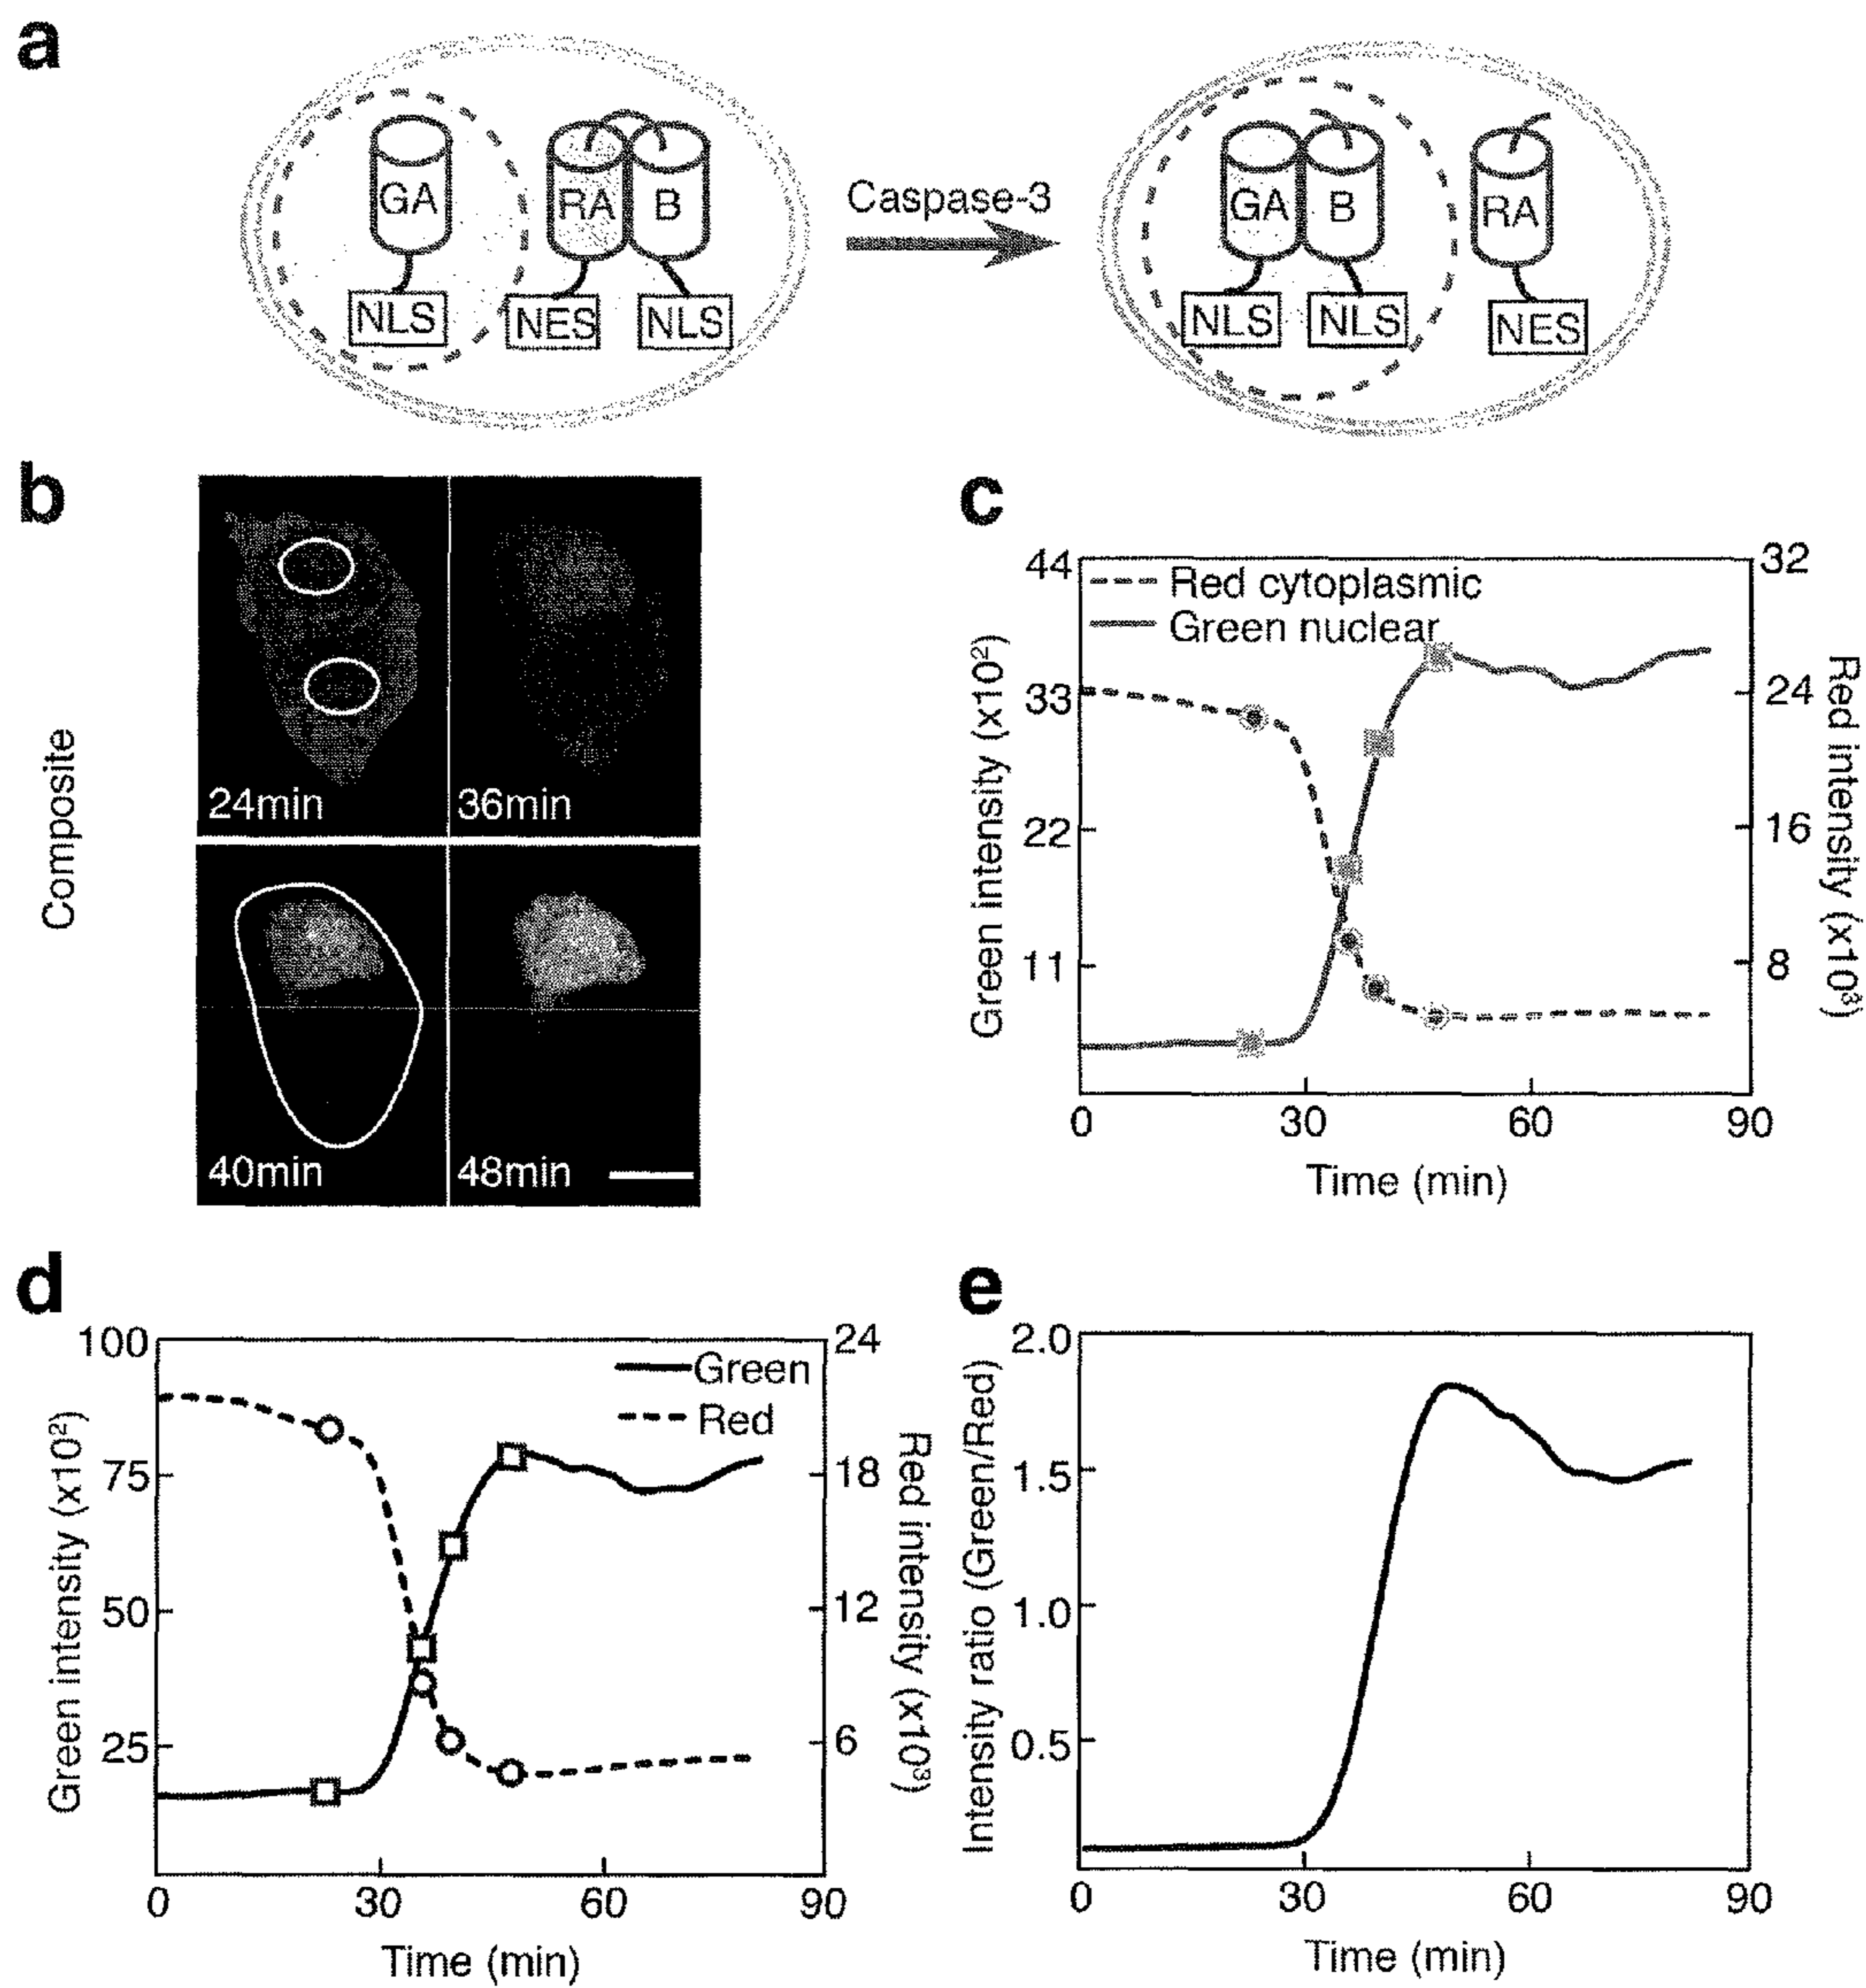 a
GA
RA
B
NLS
NES
NLS
Caspase-3
GA
B
RA
NLS
NLS
NES
b
Composite
24min
36min
40min
48min
c
Red cytoplasmic
Green nuclear
Green intensity (x10²)
44
33
22
11
Red intensity (x10³)
32
24
16
8
0
30
60
90
Time (min)
d
Green
Red
Green intensity (x10²)
100
75
50
25
Red intensity (x10³)
24
18
12
6
0
30
60
90
Time (min)
e
Intensity ratio (Green/Red)
2.0
1.5
1.0
0.5
0
30
60
90
Time (min)